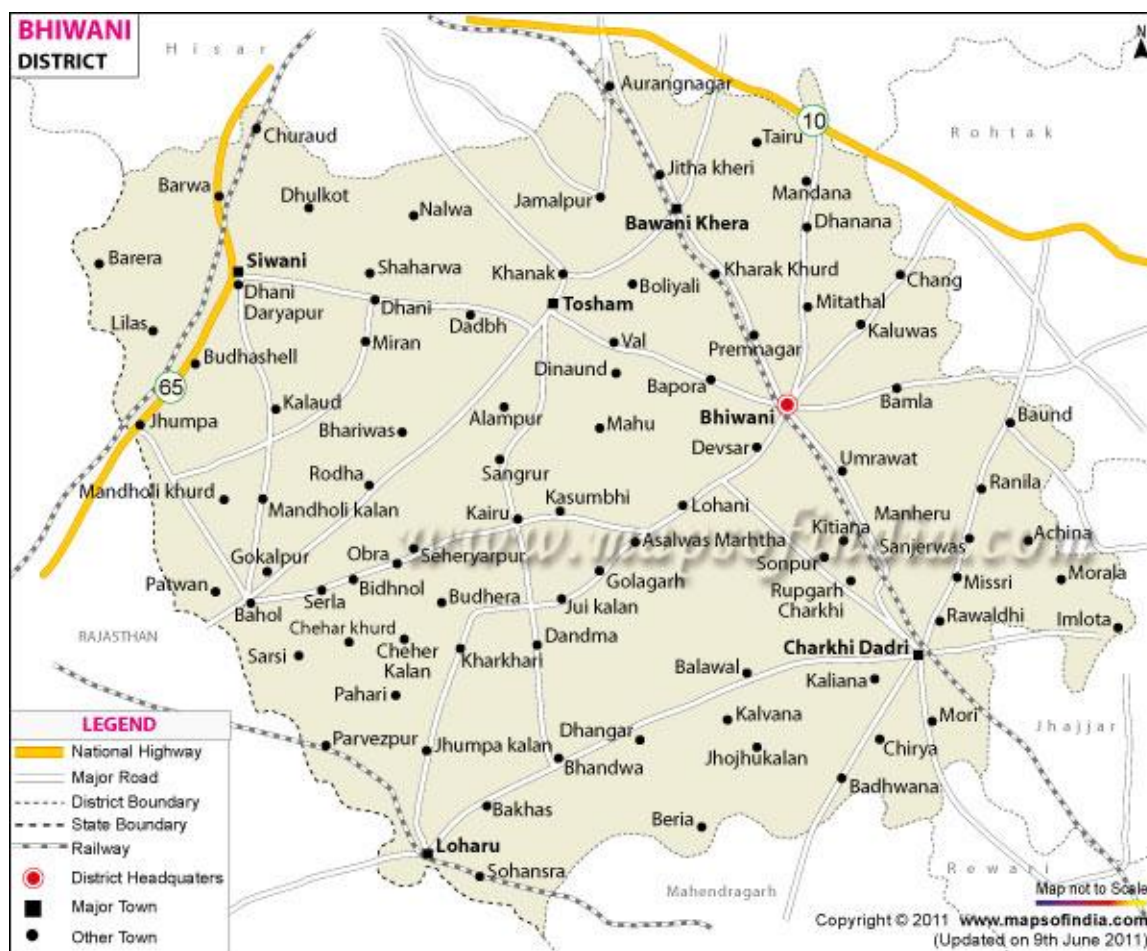 BHIWANI
DISTRICT
Hisar
N
Aurangnagar
10
Churaud
Tairu
Rohtak
Jitha kheri
Barwa
Mandana
Dhulkot
Jamalpur
Nalwa
Bawani Khera
Dhanana
Barera
Siwani
Shaharwa
Khanak
Kharak Khurd
Chang
Boliyali
Dhani
Daryapur
Dhani
Tosham
Mitathal
Lilas
Dadbh
Kaluwas
Miran
Val
Premnagar
Budhashell
Dinaund
65
Bapora
Bamla
Kalaud
Alampur
Bhiwani
Baund
Jhumpa
Bhariwas
Mahu
Devsar
Umrawat
Sangrur
Rodha
Ranila
Mandholi khurd
Mandholi kalan
Kasumbhi
Lohani
Kairu
Manheru
Kitiana
Achina
www.mapsofindia.com
Asalwas Marhtha
Sanjerwas
Obra
Seheryarpur
Gokalpur
Sonpur
Patwan
Bidhnol
Golagarh
Missri
Morala
Serla
Budhera
Rupgarh
Charkhi
Bahol
Jui kalan
Rawaldhi
Imlota
RAJASTHAN
Chehar khurd
Dandma
Charkhi Dadri
Sarsi
Cheher
Kalan
Kharkhari
Balawal
Kaliana
Pahari
Kalvana
Mori
Jhajjar
Dhangar
Parvezpur
Jhumpa kalan
Jhojhukalan
Chirya
Bhandwa
Badhwana
Bakhas
Beria
Loharu
Sohansra
Rewari
Mahendragarh
LEGEND
National Highway
Major Road
District Boundary
State Boundary
Railway
District Headquaters
Major Town
Other Town
Map not to Scale
Copyright © 2011 www.mapsofindia.com
(Updated on 9th June 2011)